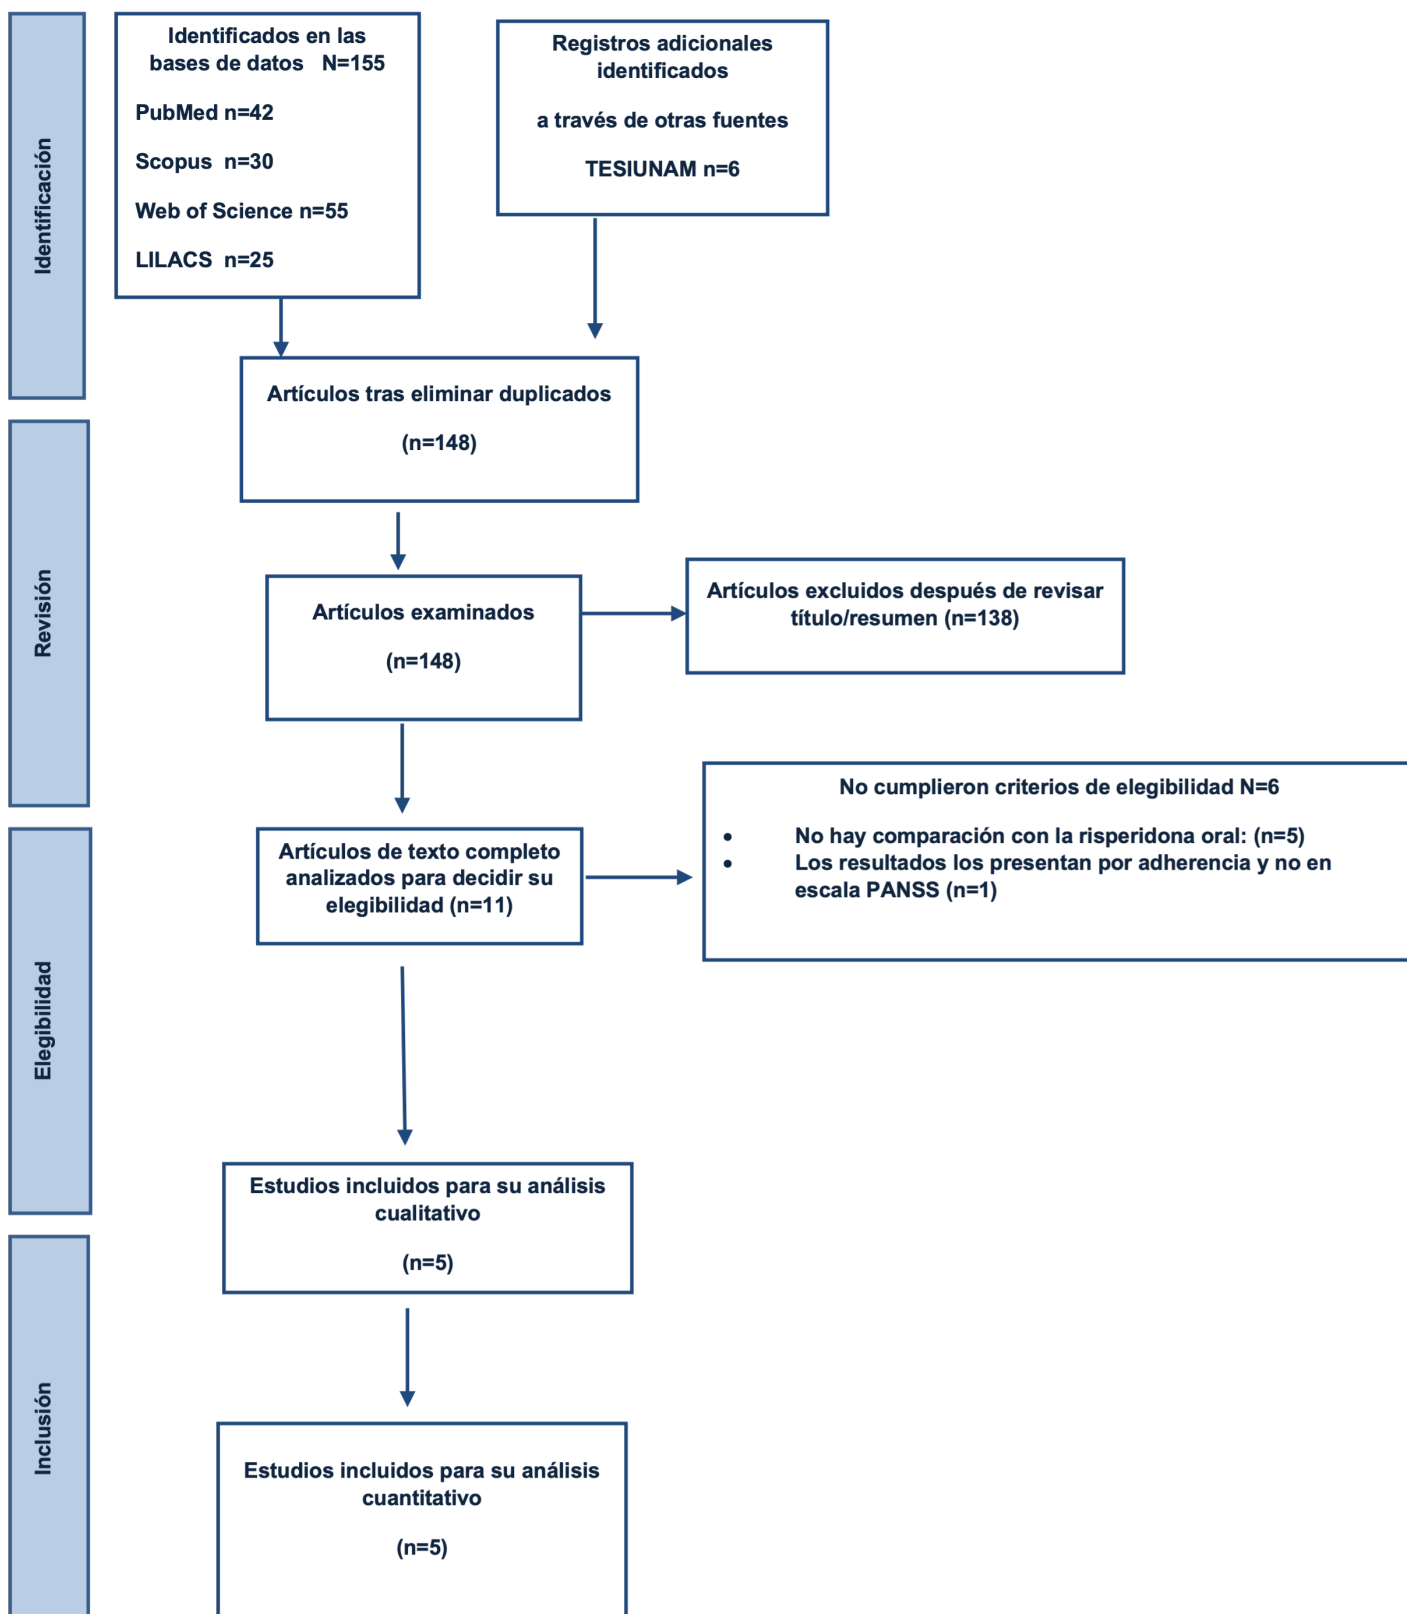 Identificación
Identificados en las
bases de datos   N=155
PubMed n=42
Scopus  n=30
Web of Science n=55
LILACS  n=25
Registros adicionales
identificados
a través de otras fuentes
TESIUNAM n=6
Artículos tras eliminar duplicados
(n=148)
Revisión
Artículos examinados
(n=148)
Artículos excluidos después de revisar
título/resumen (n=138)
Elegibilidad
Artículos de texto completo
analizados para decidir su
elegibilidad (n=11)
No cumplieron criterios de elegibilidad N=6
• No hay comparación con la risperidona oral: (n=5)
• Los resultados los presentan por adherencia y no en
escala PANSS (n=1)
Estudios incluidos para su análisis
cualitativo
(n=5)
Inclusión
Estudios incluidos para su análisis
cuantitativo
(n=5)